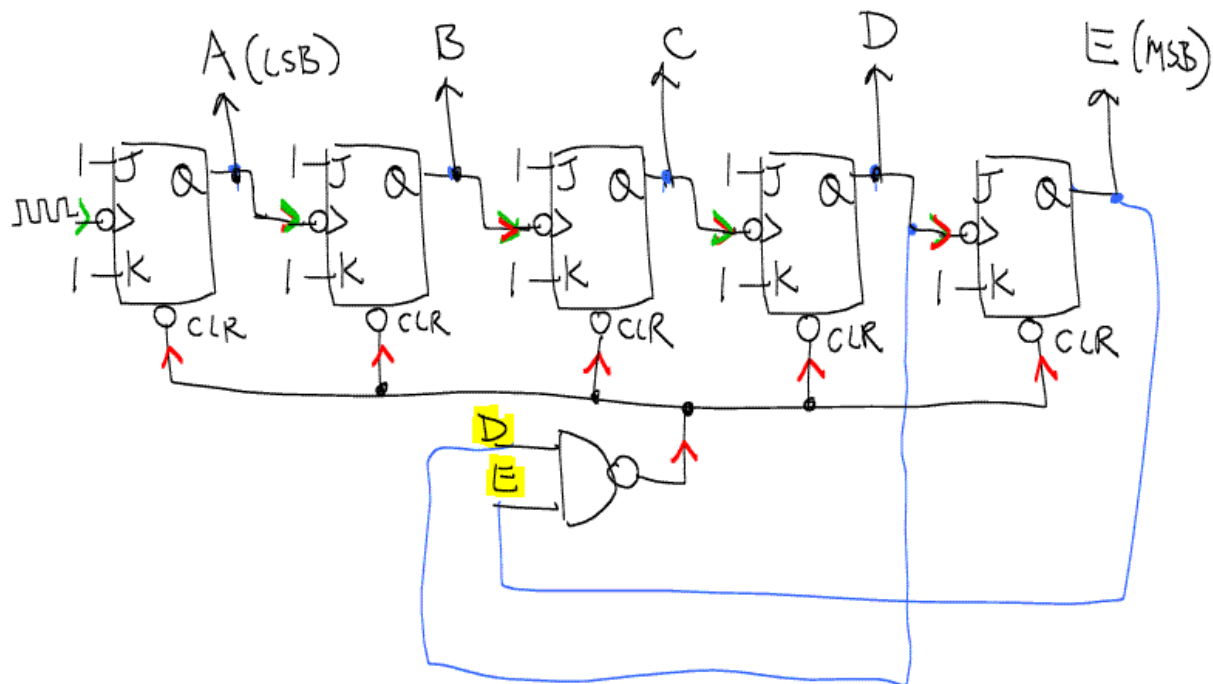 A (LSB) B C D E (MSB)
1 J Q 1 J Q 1 J Q 1 J Q J Q
1 K 1 K 1 K 1 K 1 K
CLR CLR CLR CLR CLR
D
E